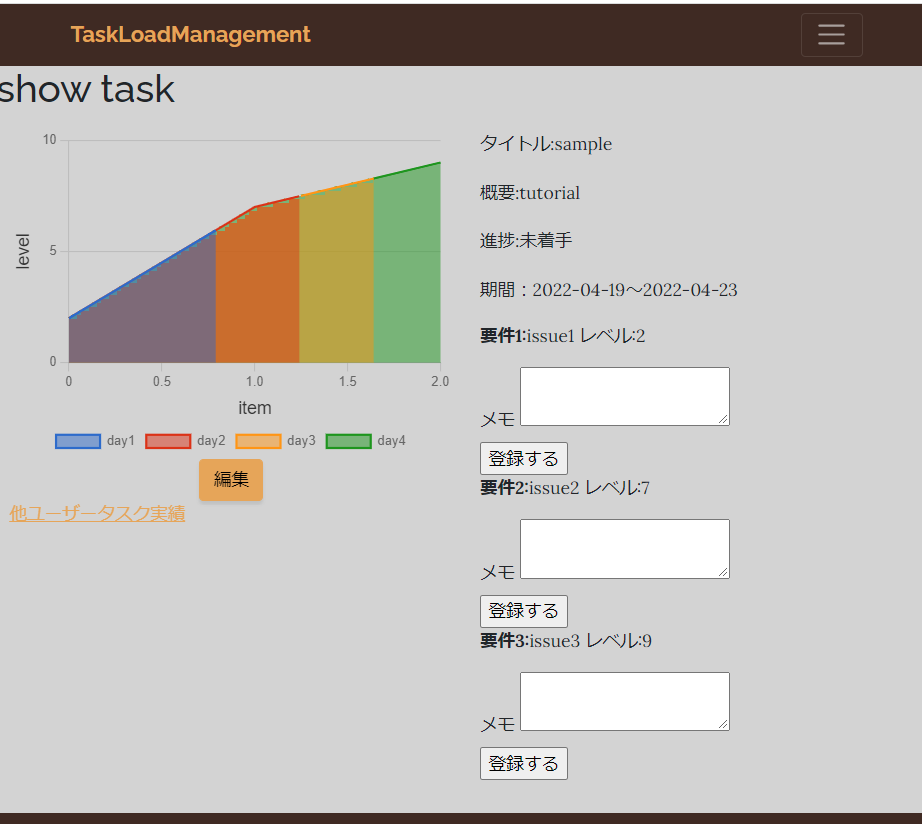 TaskLoadManagement
show task
10
5
0
level
0 0.5 1.0 1.5 2.0
item
day1 day2 day3 day4
編集
他ユーザータスク実績
タイトル:sample
概要:tutorial
進捗:未着手
期間：2022-04-19～2022-04-23
要件1:issue1 レベル:2
メモ
登録する
要件2:issue2 レベル:7
メモ
登録する
要件3:issue3 レベル:9
メモ
登録する